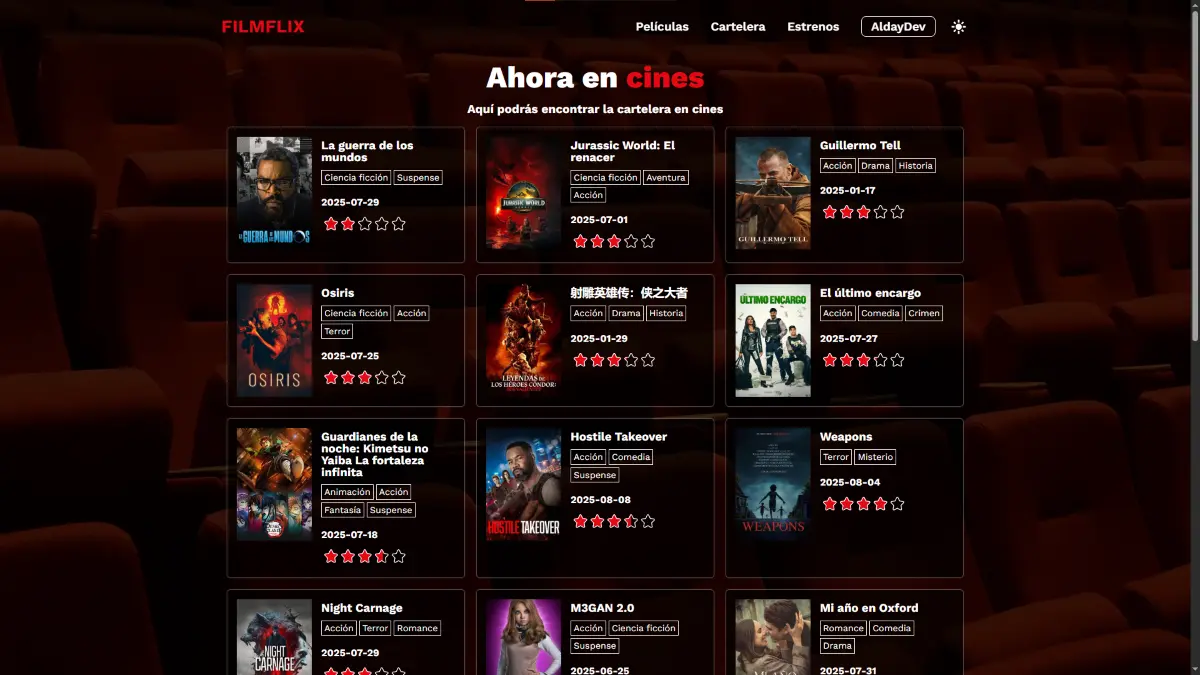 FILMFLIX
Películas
Cartelera
Estrenos
AldayDev
Ahora en cines
Aquí podrás encontrar la cartelera en cines
La guerra de los
mundos
Ciencia ficción
Suspense
2025-07-29
LA GUERRA DE LOS MUNDOS
Jurassic World: El
renacer
Ciencia ficción
Aventura
Acción
2025-07-01
JURASSIC WORLD
Guillermo Tell
Acción
Drama
Historia
2025-01-17
GUILLERMO TELL
Osiris
Ciencia ficción
Acción
Terror
2025-07-25
OSIRIS
射雕英雄传：侠之大者
Acción
Drama
Historia
2025-01-29
LEYENDAS DE
LOS HÉROES CÓNDOR:
El último encargo
Acción
Comedia
Crimen
2025-07-27
ÚLTIMO ENCARGO
Guardianes de la
noche: Kimetsu no
Yaiba La fortaleza
infinita
Animación
Acción
Fantasía
Suspense
2025-07-18
Hostile Takeover
Acción
Comedia
Suspense
2025-08-08
HOSTILE TAKEOVER
Weapons
Terror
Misterio
2025-08-04
WEAPONS
Night Carnage
Acción
Terror
Romance
2025-07-29
NIGHT
CARNAGE
M3GAN 2.0
Acción
Ciencia ficción
Suspense
2025-06-25
Mi año en Oxford
Romance
Comedia
Drama
2025-07-31
MI AÑO